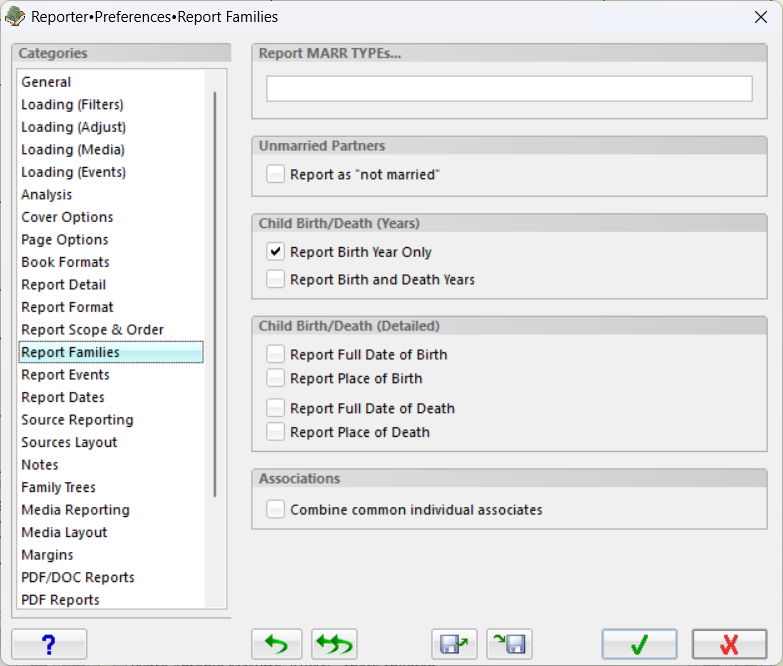 Reporter•Preferences•Report Families
Categories
General
Loading (Filters)
Loading (Adjust)
Loading (Media)
Loading (Events)
Analysis
Cover Options
Page Options
Book Formats
Report Detail
Report Format
Report Scope & Order
Report Families
Report Events
Report Dates
Source Reporting
Sources Layout
Notes
Family Trees
Media Reporting
Media Layout
Margins
PDF/DOC Reports
PDF Reports
Report MARR TYPEs...
Unmarried Partners
Report as "not married"
Child Birth/Death (Years)
Report Birth Year Only
Report Birth and Death Years
Child Birth/Death (Detailed)
Report Full Date of Birth
Report Place of Birth
Report Full Date of Death
Report Place of Death
Associations
Combine common individual associates
?